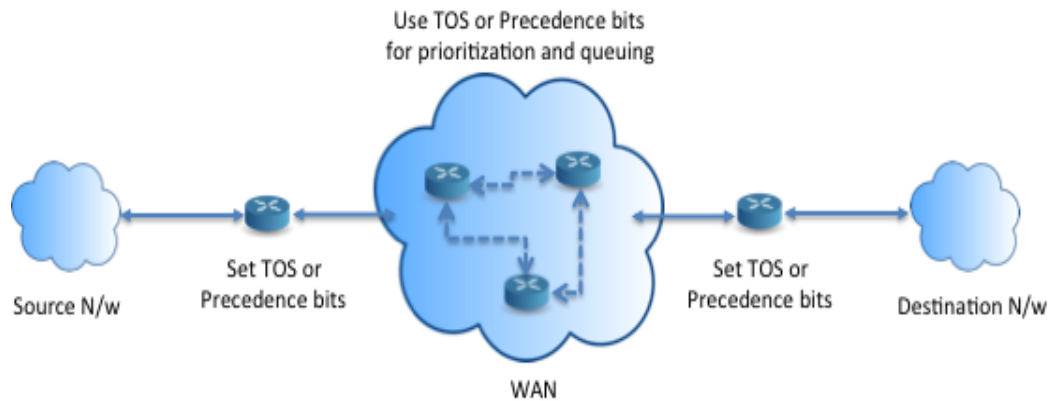 Use TOS or Precedence bits
for prioritization and queuing
Set TOS or
Precedence bits
Set TOS or
Precedence bits
Source N/w
Destination N/w
WAN